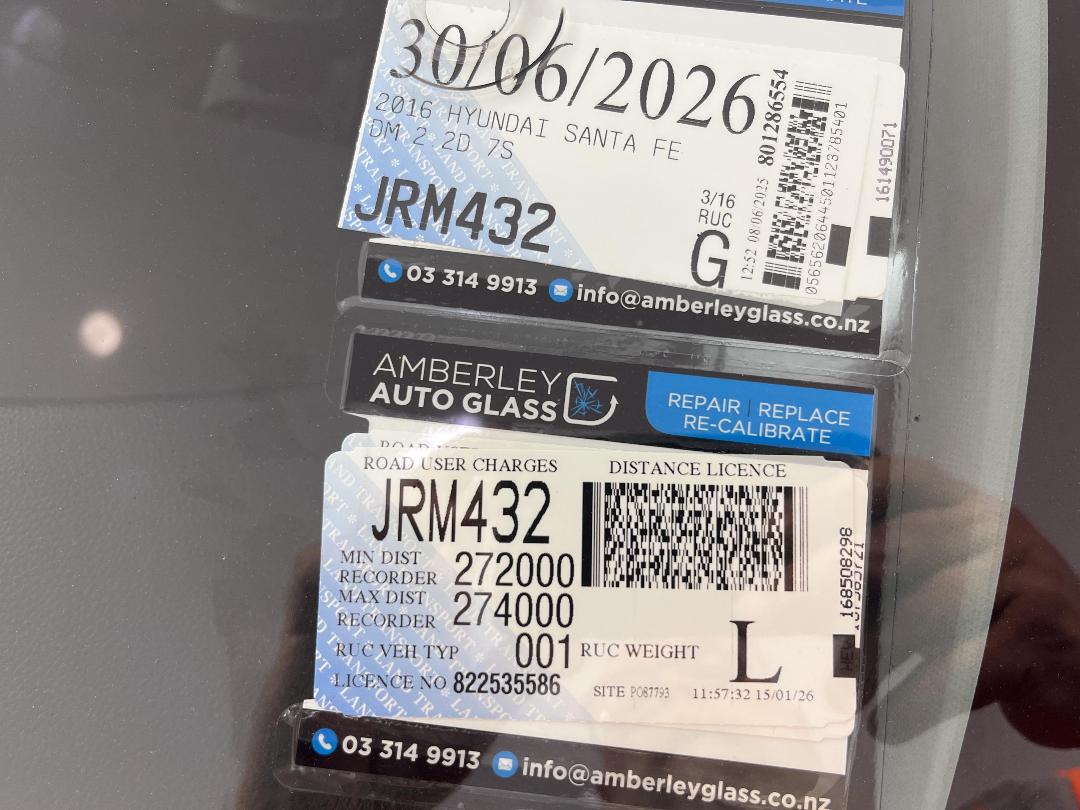 30/06/2026
2016 HYUNDAI SANTA FE
DM 2.2D 7S
JRM432
3/16
RUC
G
12:52 08/06/2025 801286554
0565620644501123785401
161490071
03 314 9913 info@amberleyglass.co.nz
AMBERLEY
AUTO GLASS
REPAIR | REPLACE
RE-CALIBRATE
ROAD USER CHARGES DISTANCE LICENCE
JRM432
MIN DIST
RECORDER 272000
MAX DIST
RECORDER 274000
RUC VEH TYP 001 RUC WEIGHT L
LICENCE NO 822535586 SITE P087793 11:57:32 15/01/26
168508298
03 314 9913 info@amberleyglass.co.nz